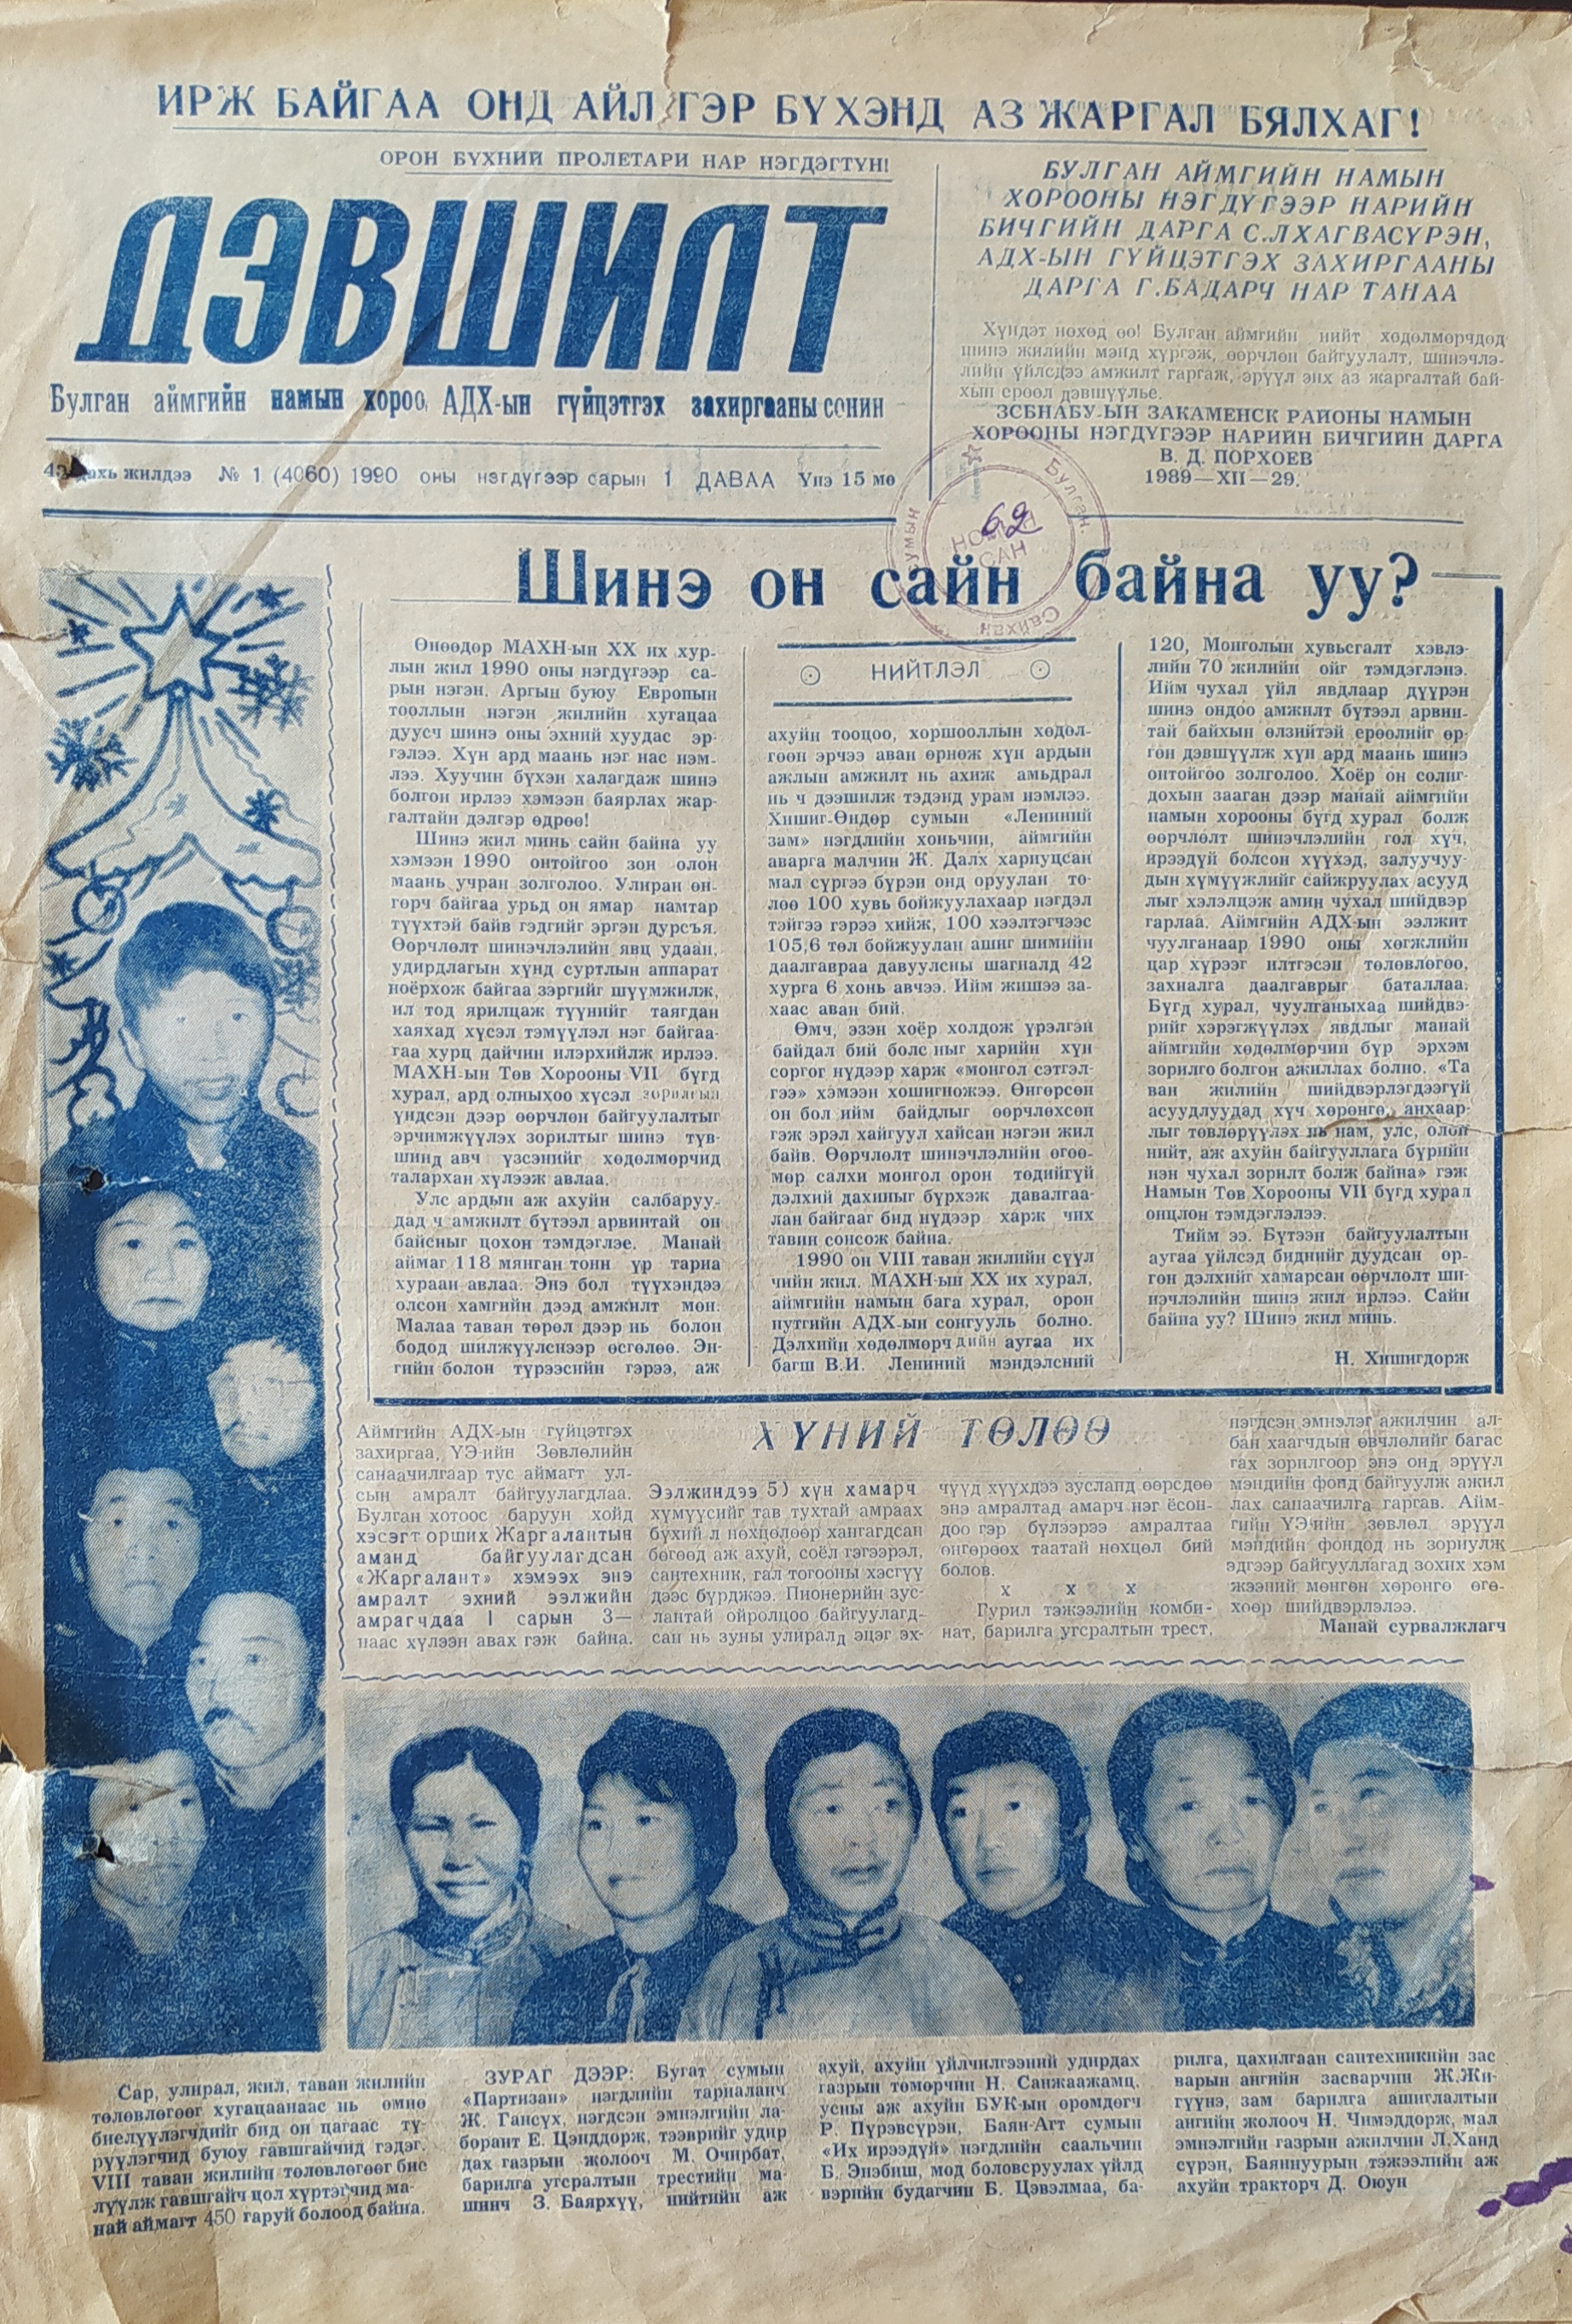 ИРЖ БАЙГАА ОНД АЙЛ ГЭР БҮХЭНД АЗ ЖАРГАЛ БЯЛХАГ!
ОРОН БҮХНИЙ ПРОЛЕТАРИ НАР НЭГДЭГТҮН!
ДЭВШИЛТ
Булган аймгийн намын хороо, АДХ-ын гүйцэтгэх захиргааны сонин
дахь жилдээ № 1 (4060) 1990 оны нэгдүгээр сарын 1 ДАВАА Үнэ 15 мө
БУЛГАН АЙМГИЙН НАМЫН
ХОРООНЫ НЭГДҮГЭЭР НАРИЙН
БИЧГИЙН ДАРГА С.ЛХАГВАСҮРЭН,
АДХ-ЫН ГҮЙЦЭТГЭХ ЗАХИРГААНЫ
ДАРГА Г.БАДАРЧ НАР ТАНАА
Хүндэт нөхөд өө! Булган аймгийн нийт хөдөлмөрчдөд
шинэ жилийн мэнд хүргэж, өөрчлөн байгуулалт, шинэчлэ-
лийн үйлсдээ амжилт гаргаж, эрүүл энх аз жаргалтай бай-
хын ерөөл дэвшүүлье.
ЗСБНАБУ-ЫН ЗАКАМЕНСК РАЙОНЫ НАМЫН
ХОРООНЫ НЭГДҮГЭЭР НАРИЙН БИЧГИЙН ДАРГА
В. Д. ПОРХОЕВ
1989—XII—29.
Булган
Сайхан
сумын
НОМЫН
САН
62
Шинэ он сайн байна уу?
Өнөөдөр МАХН-ын XX их хур-
лын жил 1990 оны нэгдүгээр са-
рын нэгэн. Аргын буюу Европын
тооллын нэгэн жилийн хугацаа
дуусч шинэ оны эхний хуудас эр-
гэлээ. Хүн ард маань нэг нас нэм-
лээ. Хуучин бүхэн халагдаж шинэ
болгон ирлээ хэмээн баярлах жар-
галтайн дэлгэр өдрөө!
Шинэ жил минь сайн байна уу
хэмээн 1990 онтойгоо зон олон
маань учран золголоо. Улиран өн-
гөрч байгаа урьд он ямар намтар
түүхтэй байв гэдгийг эргэн дурсъя.
Өөрчлөлт шинэчлэлийн явц удаан,
удирдлагын хүнд суртлын аппарат
ноёрхож байгаа зэргийг шүүмжилж,
ил тод ярилцаж түүнийг таягдан
хаяхад хүсэл тэмүүлэл нэг байгаа-
гаа хурц дайчин илэрхийлж ирлээ.
МАХН-ын Төв Хорооны VII бүгд
хурал, ард олныхоо хүсэл зорилгын
үндсэн дээр өөрчлөн байгуулалтыг
эрчимжүүлэх зорилтыг шинэ түв-
шинд авч үзсэнийг хөдөлмөрчид
талархан хүлээж авлаа.
Улс ардын аж ахуйн салбаруу-
дад ч амжилт бүтээл арвинтай он
байсныг цохон тэмдэглэе. Манай
аймаг 118 мянган тонн үр тариа
хураан авлаа. Энэ бол түүхэндээ
олсон хамгийн дээд амжилт мөн.
Малаа таван төрөл дээр нь болон
бодод шилжүүлснээр өсгөлөө. Эн-
гийн болон түрээсийн гэрээ, аж
НИЙТЛЭЛ
ахуйн тооцоо, хоршооллын хөдөл-
гөөн эрчээ аван өрнөж хүн ардын
ажлын амжилт нь ахиж амьдрал
нь ч дээшилж тэдэнд урам нэмлээ.
Хишиг-Өндөр сумын «Лениний
зам» нэгдлийн хоньчин, аймгийн
аварга малчин Ж. Далх хариуцсан
мал сүргээ бүрэн онд оруулан тө-
лөө 100 хувь бойжуулахаар нэгдэл
тэйгээ гэрээ хийж, 100 хээлтэгчээс
105,6 төл бойжуулан ашиг шимийн
даалгавраа давуулсны шагналд 42
хурга 6 хонь авчээ. Ийм жишээ за-
хаас аван бий.
Өмч, эзэн хоёр холдож үрэлгэн
байдал бий болсныг харийн хүн
соргог нүдээр харж «монгол сэтгэл-
гээ» хэмээн хошигножээ. Өнгөрсөн
он бол ийм байдлыг өөрчлөхсөн
гэж эрэл хайгуул хайсан нэгэн жил
байв. Өөрчлөлт шинэчлэлийн өгөө-
мөр салхи монгол орон төдийгүй
дэлхий дахиныг бүрхэж давалгаа-
лан байгааг бид нүдээр харж чих
тавин сонсож байна.
1990 он VIII таван жилийн сүүл
чийн жил. МАХН-ын XX их хурал,
аймгийн намын бага хурал, орон
нутгийн АДХ-ын сонгууль болно.
Дэлхийн хөдөлмөрчдийн аугаа их
багш В.И. Лениний мэндэлсний
120, Монголын хувьсгалт хэвлэ-
лийн 70 жилийн ойг тэмдэглэнэ.
Ийм чухал үйл явдлаар дүүрэн
шинэ ондоо амжилт бүтээл арвин-
тай байхын өлзийтэй ерөөлийг өр-
гөн дэвшүүлж хүн ард маань шинэ
онтойгоо золголоо. Хоёр он солиг-
дохын зааган дээр манай аймгийн
намын хорооны бүгд хурал болж
өөрчлөлт шинэчлэлийн гол хүч,
ирээдүй болсон хүүхэд, залуучуу-
дын хүмүүжлийг сайжруулах асууд
лыг хэлэлцэж амин чухал шийдвэр
гарлаа. Аймгийн АДХ-ын ээлжит
чуулганаар 1990 оны хөгжлийн
цар хүрээг илтгэсэн төлөвлөгөө,
захиалга даалгаврыг баталлаа.
Бүгд хурал, чуулганыхаа шийдвэ-
рийг хэрэгжүүлэх явдлыг манай
аймгийн хөдөлмөрчин бүр эрхэм
зорилго болгон ажиллах болно. «Та
ван жилийн шийдвэрлэгдээгүй
асуудлуудад хүч хөрөнгө, анхаар-
лыг төвлөрүүлэх нь нам, улс, олон
нийт, аж ахуйн байгууллага бүрийн
нэн чухал зорилт болж байна» гэж
Намын Төв Хорооны VII бүгд хурал
онцлон тэмдэглэлээ.
Тийм ээ. Бүтээн байгуулалтын
аугаа үйлсэд биднийг дуудсан өр-
гөн дэлхийг хамарсан өөрчлөлт ши-
нэчлэлийн шинэ жил ирлээ. Сайн
байна уу? Шинэ жил минь.
Н. Хишигдорж
ХҮНИЙ ТӨЛӨӨ
Аймгийн АДХ-ын гүйцэтгэх
захиргаа, ҮЭ-ийн Зөвлөлийн
санаачилгаар тус аймагт ул-
сын амралт байгуулагдлаа.
Булган хотоос баруун хойд
хэсэгт орших Жаргалантын
аманд байгуулагдсан
«Жаргалант» хэмээх энэ
амралт эхний ээлжийн
амрагчдаа I сарын 3—
наас хүлээн авах гэж байна.
Ээлжиндээ 50 хүн хамарч
хүмүүсийг тав тухтай амраах
бүхий л нөхцөлөөр хангагдсан
бөгөөд аж ахуй, соёл гэгээрэл,
сантехник, гал тогооны хэсгүү
дээс бүрджээ. Пионерийн зус-
лантай ойролцоо байгуулагд-
сан нь зуны улиралд эцэг эх-
чүүд хүүхдээ зусланд өөрсдөө
энэ амралтад амарч нэг ёсон-
доо гэр бүлээрээ амралтаа
өнгөрөөх таатай нөхцөл бий
болов.
х х х
Гурил тэжээлийн комби-
нат, барилга угсралтын трест,
нэгдсэн эмнэлэг ажилчин ал-
бан хаагчдын өвчлөлийг багас
гах зорилгоор энэ онд эрүүл
мэндийн фонд байгуулж ажил
лах санаачилга гаргав. Айм-
гийн ҮЭ-ийн зөвлөл эрүүл
мэндийн фондод нь зориулж
эдгээр байгууллагад зохих хэм
жээний мөнгөн хөрөнгө өгө-
хөөр шийдвэрлэлээ.
Манай сурвалжлагч
Сар, улирал, жил, таван жилийн
төлөвлөгөөг хугацаанаас нь өмнө
биелүүлэгчдийг бид он цагаас тү-
рүүлэгчид буюу гавшгайчид гэдэг.
VIII таван жилийн төлөвлөгөөг бие
лүүлж гавшгайч цол хүртэгчид ма-
най аймагт 450 гаруй болоод байна.
ЗУРАГ ДЭЭР: Бугат сумын
«Партизан» нэгдлийн тариаланч
Ж. Гансүх, нэгдсэн эмнэлгийн ла-
борант Е. Цэнддорж, тээврийг удир
дах газрын жолооч М. Очирбат,
барилга угсралтын трестийн ма-
шинч З. Баярхүү, нийтийн аж
ахуй, ахуйн үйлчилгээний удирдах
газрын төмөрчин Н. Санжаажамц,
усны аж ахуйн БУК-ын өрөмдөгч
Р. Пүрэвсүрэн, Баян-Агт сумын
«Их ирээдүй» нэгдлийн саальчин
Б. Энэбиш, мод боловсруулах үйлд
вэрийн будагчин Б. Цэвэлмаа, ба-
рилга, цахилгаан сантехникийн зас
варын ангийн засварчин Ж.Жи-
гүүнэ, зам барилга ашиглалтын
ангийн жолооч Н. Чимэддорж, мал
эмнэлгийн газрын ажилчин Л.Ханд
сүрэн, Баяннуурын тэжээлийн аж
ахуйн тракторч Д. Оюун